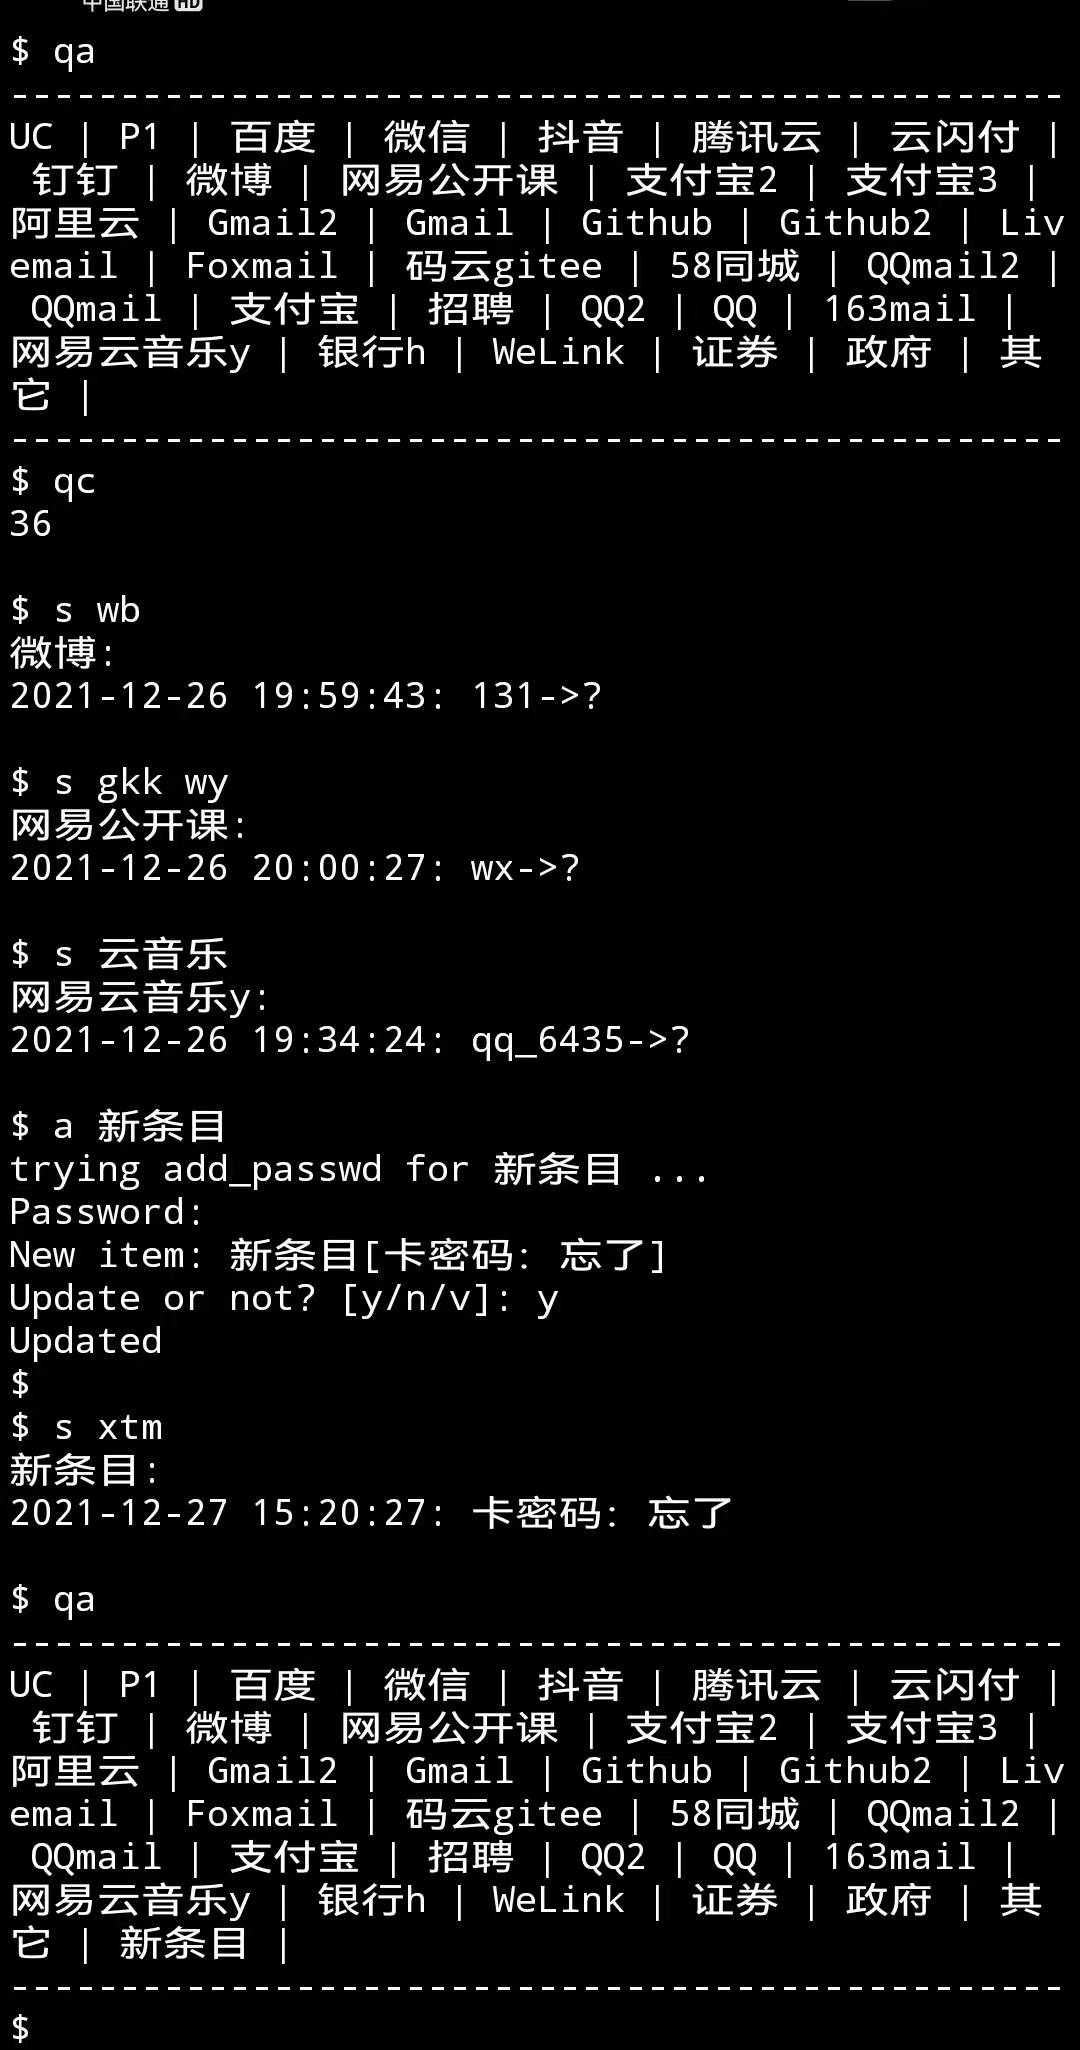 中国联通 HD
$ qa
------------------------------------------------
UC | P1 | 百度 | 微信 | 抖音 | 腾讯云 | 云闪付 |
钉钉 | 微博 | 网易公开课 | 支付宝2 | 支付宝3 |
阿里云 | Gmail2 | Gmail | Github | Github2 | Liv
email | Foxmail | 码云gitee | 58同城 | QQmail2 |
QQmail | 支付宝 | 招聘 | QQ2 | QQ | 163mail |
网易云音乐y | 银行h | WeLink | 证券 | 政府 | 其
它 |
------------------------------------------------
$ qc
36
$ s wb
微博:
2021-12-26 19:59:43: 131->?
$ s gkk wy
网易公开课:
2021-12-26 20:00:27: wx->?
$ s 云音乐
网易云音乐y:
2021-12-26 19:34:24: qq_6435->?
$ a 新条目
trying add_passwd for 新条目 ...
Password:
New item: 新条目[卡密码: 忘了]
Update or not? [y/n/v]: y
Updated
$
$ s xtm
新条目:
2021-12-27 15:20:27: 卡密码: 忘了
$ qa
------------------------------------------------
UC | P1 | 百度 | 微信 | 抖音 | 腾讯云 | 云闪付 |
钉钉 | 微博 | 网易公开课 | 支付宝2 | 支付宝3 |
阿里云 | Gmail2 | Gmail | Github | Github2 | Liv
email | Foxmail | 码云gitee | 58同城 | QQmail2 |
QQmail | 支付宝 | 招聘 | QQ2 | QQ | 163mail |
网易云音乐y | 银行h | WeLink | 证券 | 政府 | 其
它 | 新条目 |
------------------------------------------------
$